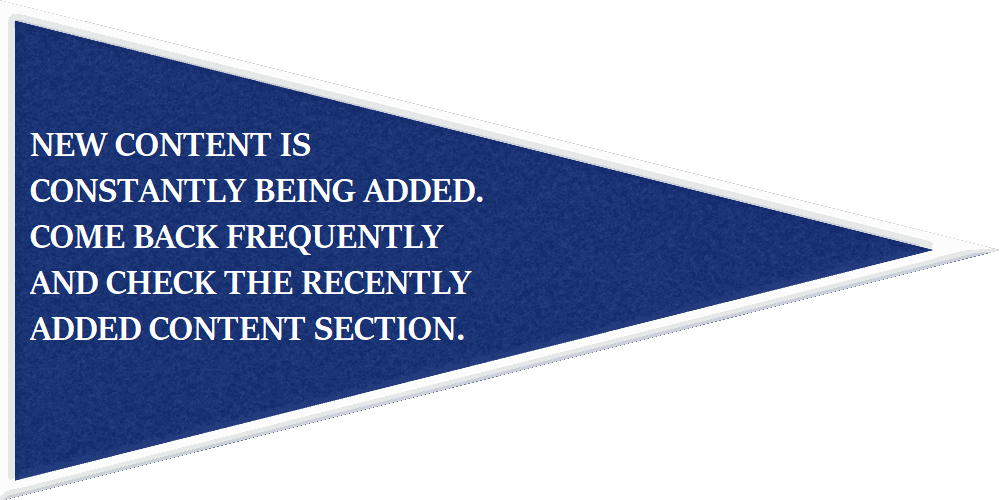 NEW CONTENT IS
CONSTANTLY BEING ADDED.
COME BACK FREQUENTLY
AND CHECK THE RECENTLY
ADDED CONTENT SECTION.